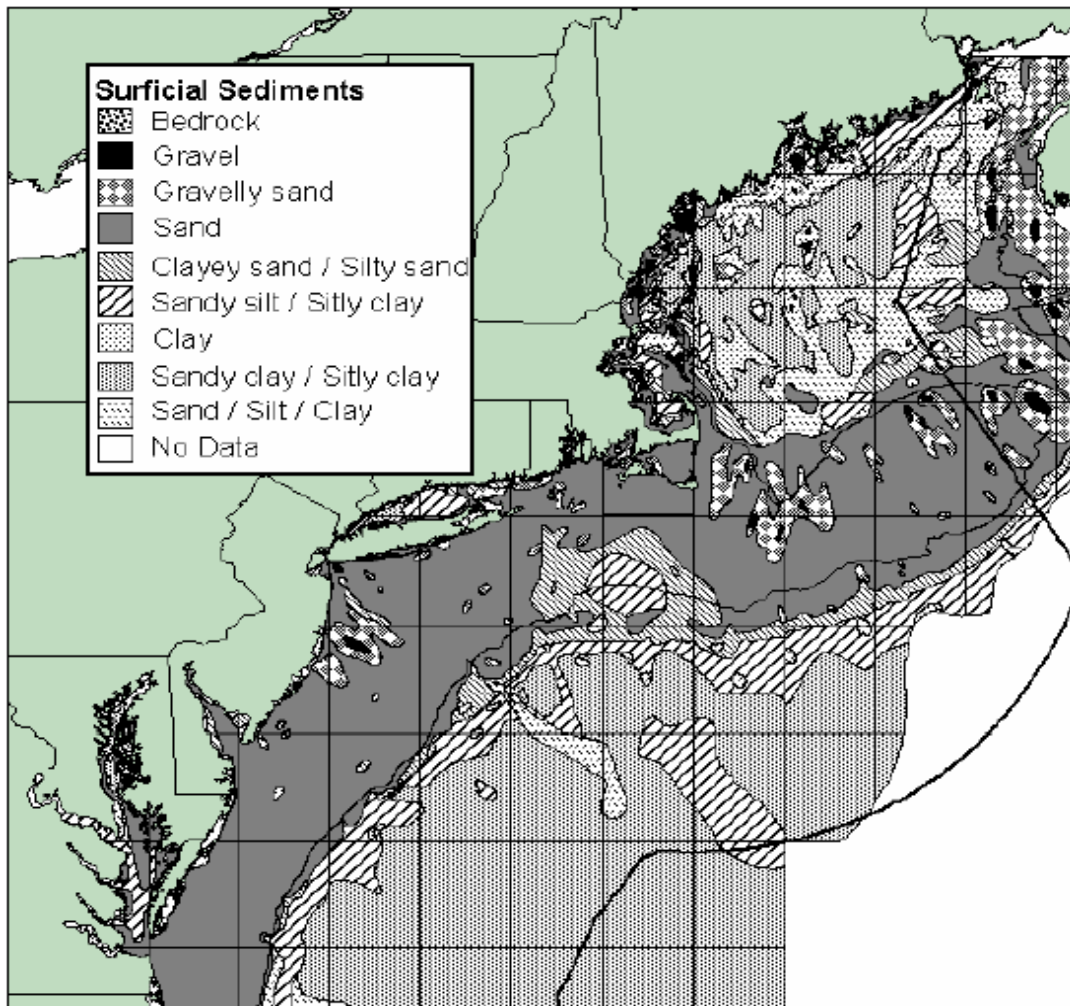 Surficial Sediments
Bedrock
Gravel
Gravelly sand
Sand
Clayey sand / Silty sand
Sandy silt / Sitly clay
Clay
Sandy clay / Sitly clay
Sand / Silt / Clay
No Data